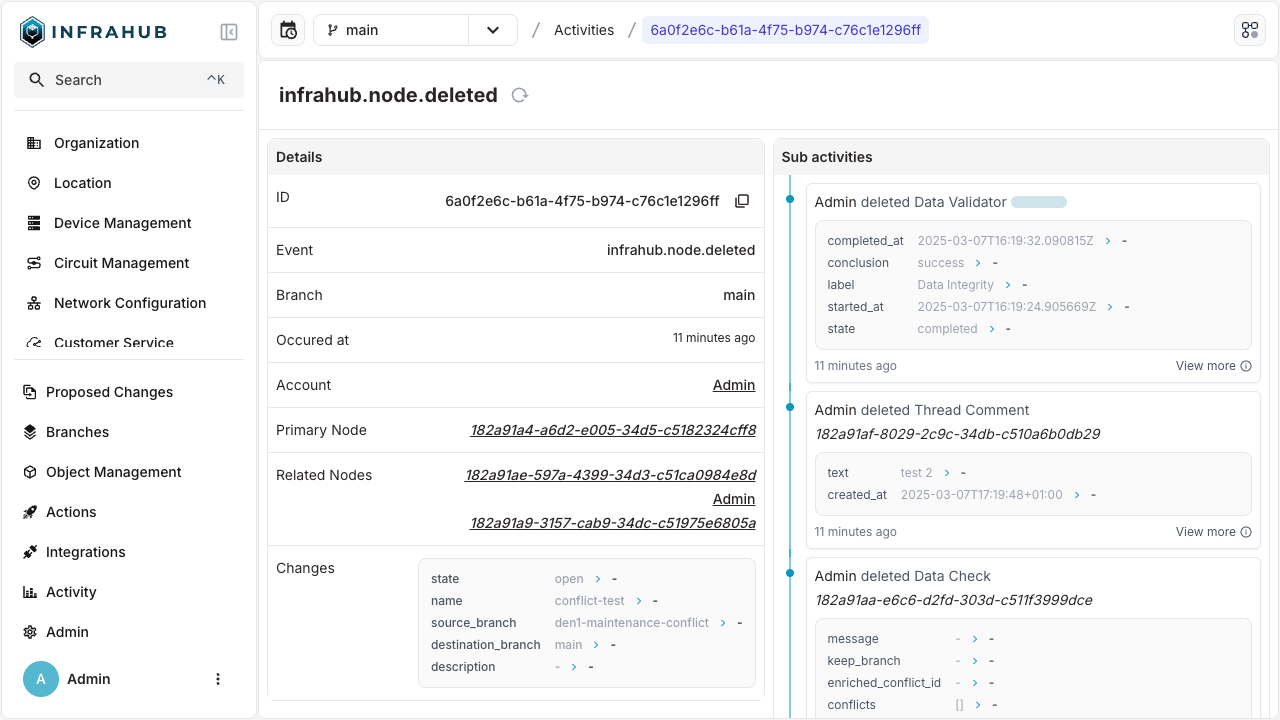 INFRAHUB
Search ^K
Organization
Location
Device Management
Circuit Management
Network Configuration
Customer Service
Proposed Changes
Branches
Object Management
Actions
Integrations
Activity
Admin
A Admin
main / Activities / 6a0f2e6c-b61a-4f75-b974-c76c1e1296ff
infrahub.node.deleted
Details
ID 6a0f2e6c-b61a-4f75-b974-c76c1e1296ff
Event infrahub.node.deleted
Branch main
Occured at 11 minutes ago
Account Admin
Primary Node 182a91a4-a6d2-e005-34d5-c5182324cff8
Related Nodes 182a91ae-597a-4399-34d3-c51ca0984e8d
Admin
182a91a9-3157-cab9-34dc-c51975e6805a
Changes
state open > -
name conflict-test > -
source_branch den1-maintenance-conflict > -
destination_branch main > -
description - > -
Sub activities
Admin deleted Data Validator
completed_at 2025-03-07T16:19:32.090815Z > -
conclusion success > -
label Data Integrity > -
started_at 2025-03-07T16:19:24.905669Z > -
state completed > -
11 minutes ago View more
Admin deleted Thread Comment
182a91af-8029-2c9c-34db-c510a6b0db29
text test 2 > -
created_at 2025-03-07T17:19:48+01:00 > -
11 minutes ago View more
Admin deleted Data Check
182a91aa-e6c6-d2fd-303d-c511f3999dce
message - > -
keep_branch - > -
enriched_conflict_id - > -
conflicts [] > -